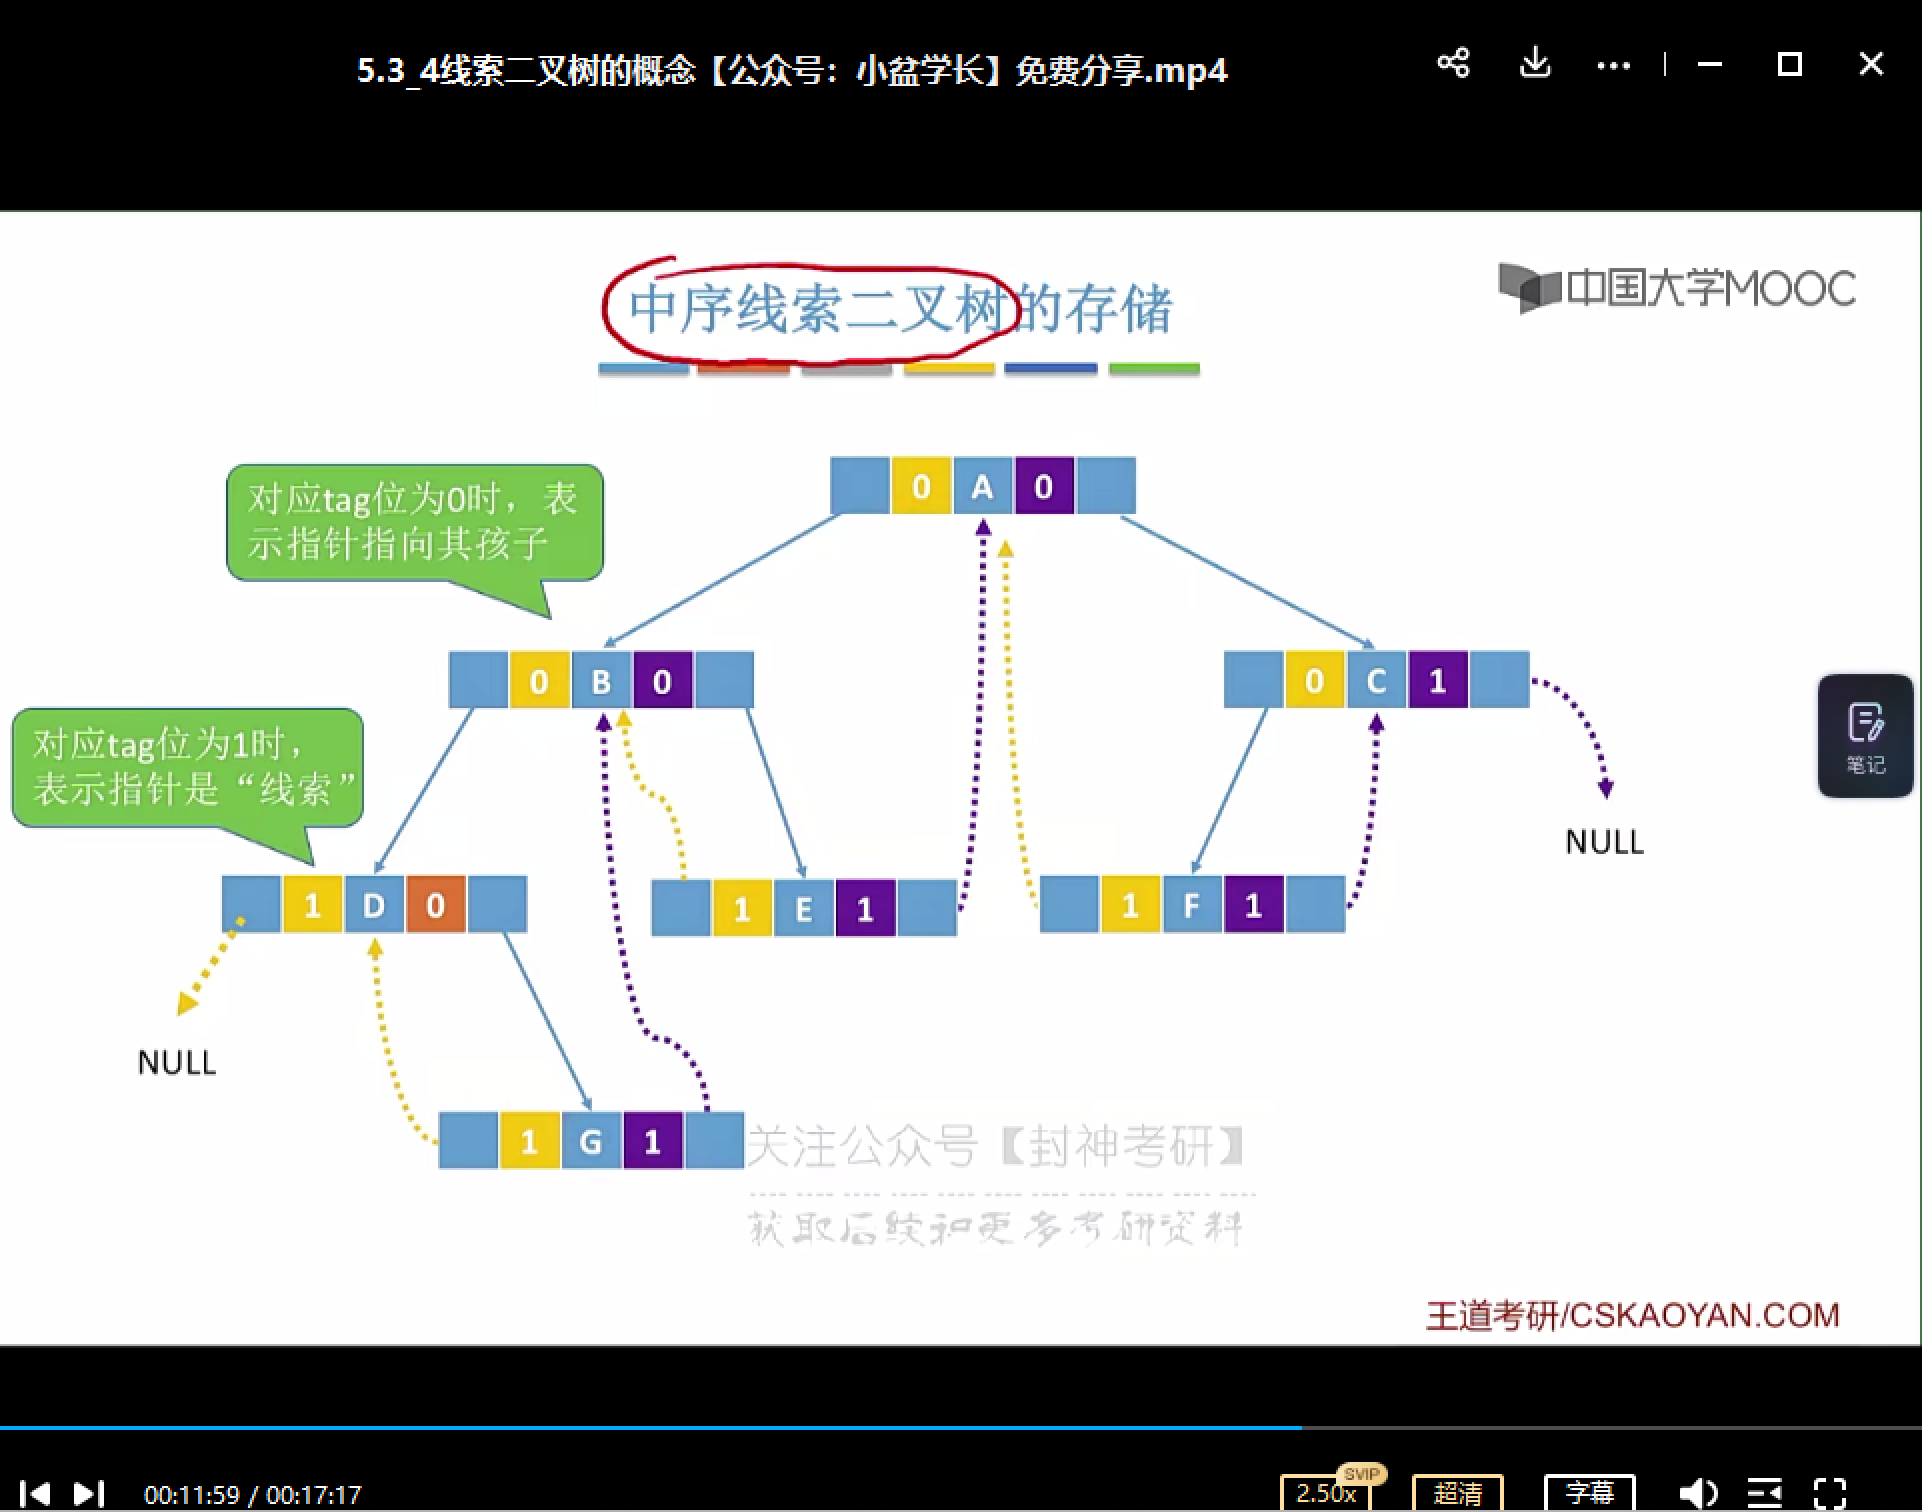 5.3_4线索二叉树的概念【公众号：小盆学长】免费分享.mp4
中国大学MOOC
中序线索二叉树的存储
对应tag位为0时，表
示指针指向其孩子
0 A 0
0 B 0
0 C 1
笔记
对应tag位为1时，
表示指针是“线索”
NULL
1 D 0
1 E 1
1 F 1
NULL
1 G 1
关注公众号【封神考研】
获取后续和更多考研资料
王道考研/CSKAOYAN.COM
00:11:59 / 00:17:17
SVIP
2.50x
超清
字幕